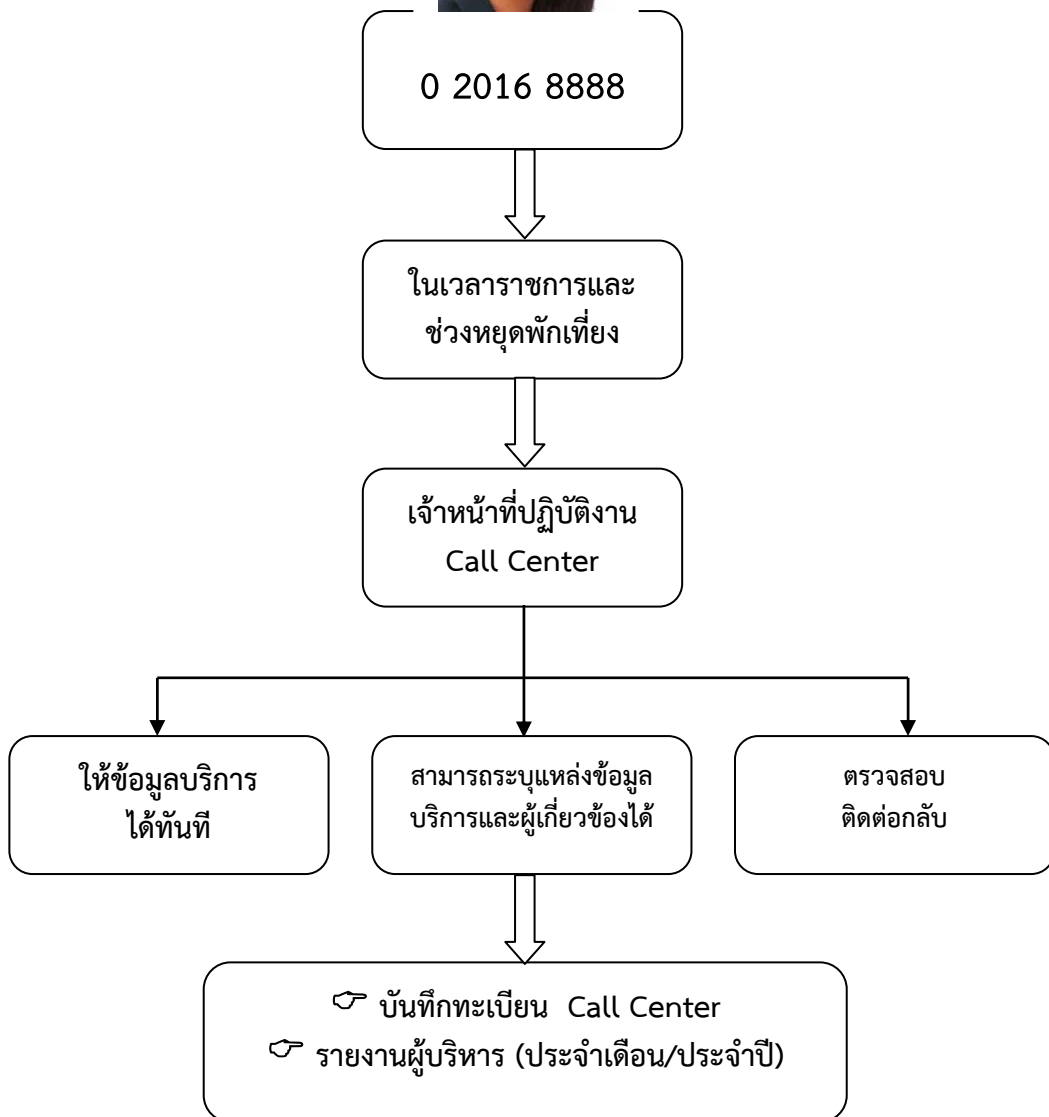 0 2016 8888
ในเวลาราชการและ
ช่วงหยุดพักเที่ยง
เจ้าหน้าที่ปฏิบัติงาน
Call Center
ให้ข้อมูลบริการ
ได้ทันที
สามารถระบุแหล่งข้อมูล
บริการและผู้เกี่ยวข้องได้
ตรวจสอบ
ติดต่อกลับ
☞ บันทึกทะเบียน Call Center
☞ รายงานผู้บริหาร (ประจำเดือน/ประจำปี)